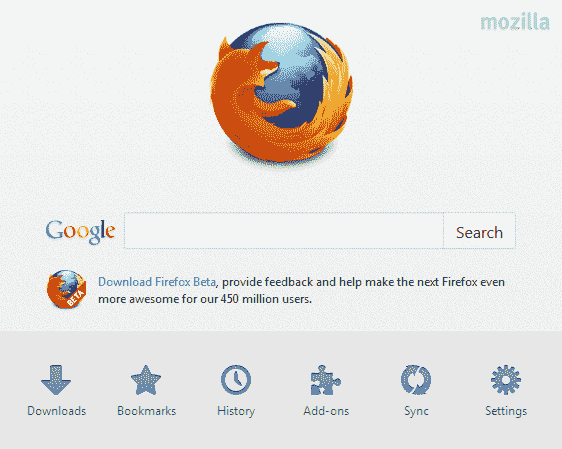 mozilla
Google
Search
Download Firefox Beta, provide feedback and help make the next Firefox even
more awesome for our 450 million users.
BETA
Downloads
Bookmarks
History
Add-ons
Sync
Settings